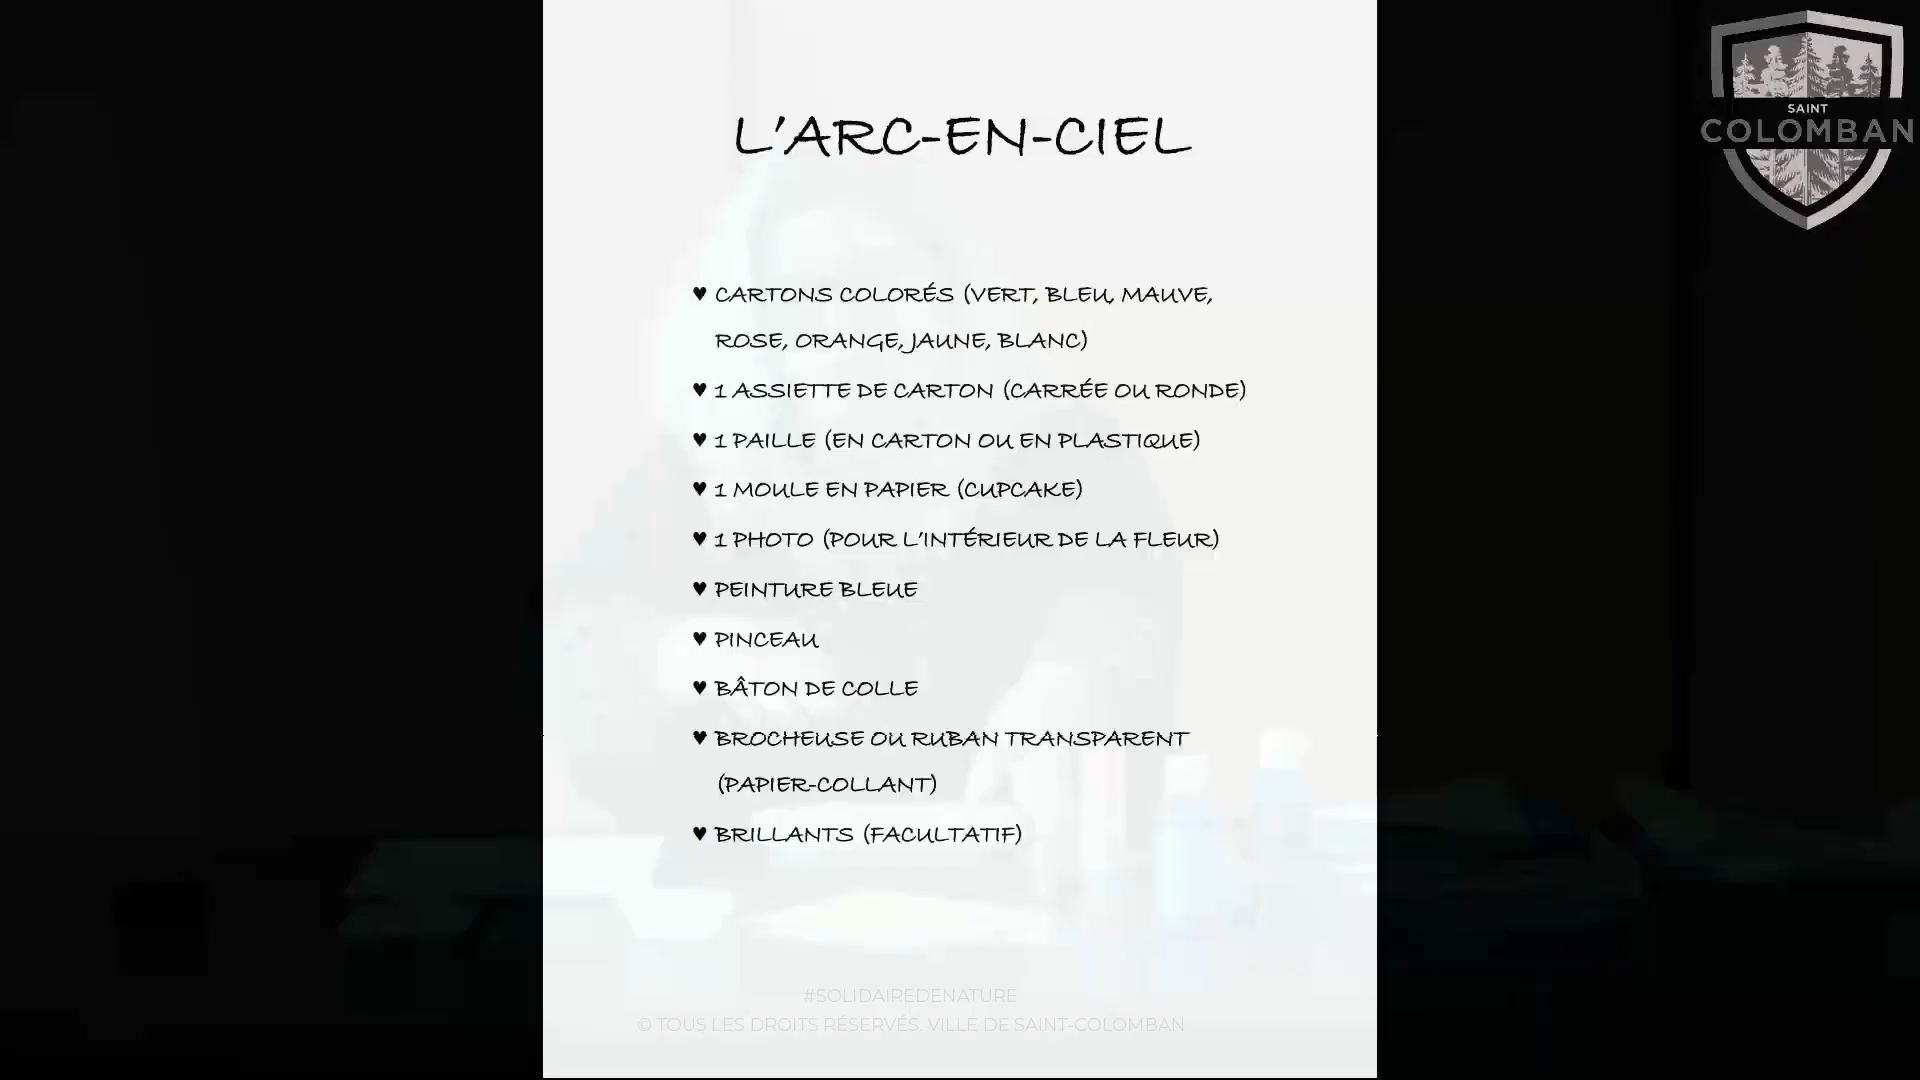 SAINT
COLOMBAN
L'ARC-EN-CIEL
♥ CARTONS COLORÉS (VERT, BLEU, MAUVE,
ROSE, ORANGE, JAUNE, BLANC)
♥ 1 ASSIETTE DE CARTON (CARRÉE OU RONDE)
♥ 1 PAILLE (EN CARTON OU EN PLASTIQUE)
♥ 1 MOULE EN PAPIER (CUPCAKE)
♥ 1 PHOTO (POUR L'INTÉRIEUR DE LA FLEUR)
♥ PEINTURE BLEUE
♥ PINCEAU
♥ BÂTON DE COLLE
♥ BROCHEUSE OU RUBAN TRANSPARENT
(PAPIER-COLLANT)
♥ BRILLANTS (FACULTATIF)
#SOLIDAIREDENATURE
© TOUS LES DROITS RÉSERVÉS. VILLE DE SAINT-COLOMBAN